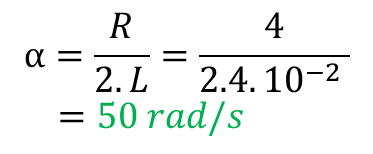 α = R / 2. L = 4 / 2.4. 10⁻²
= 50 rad/s